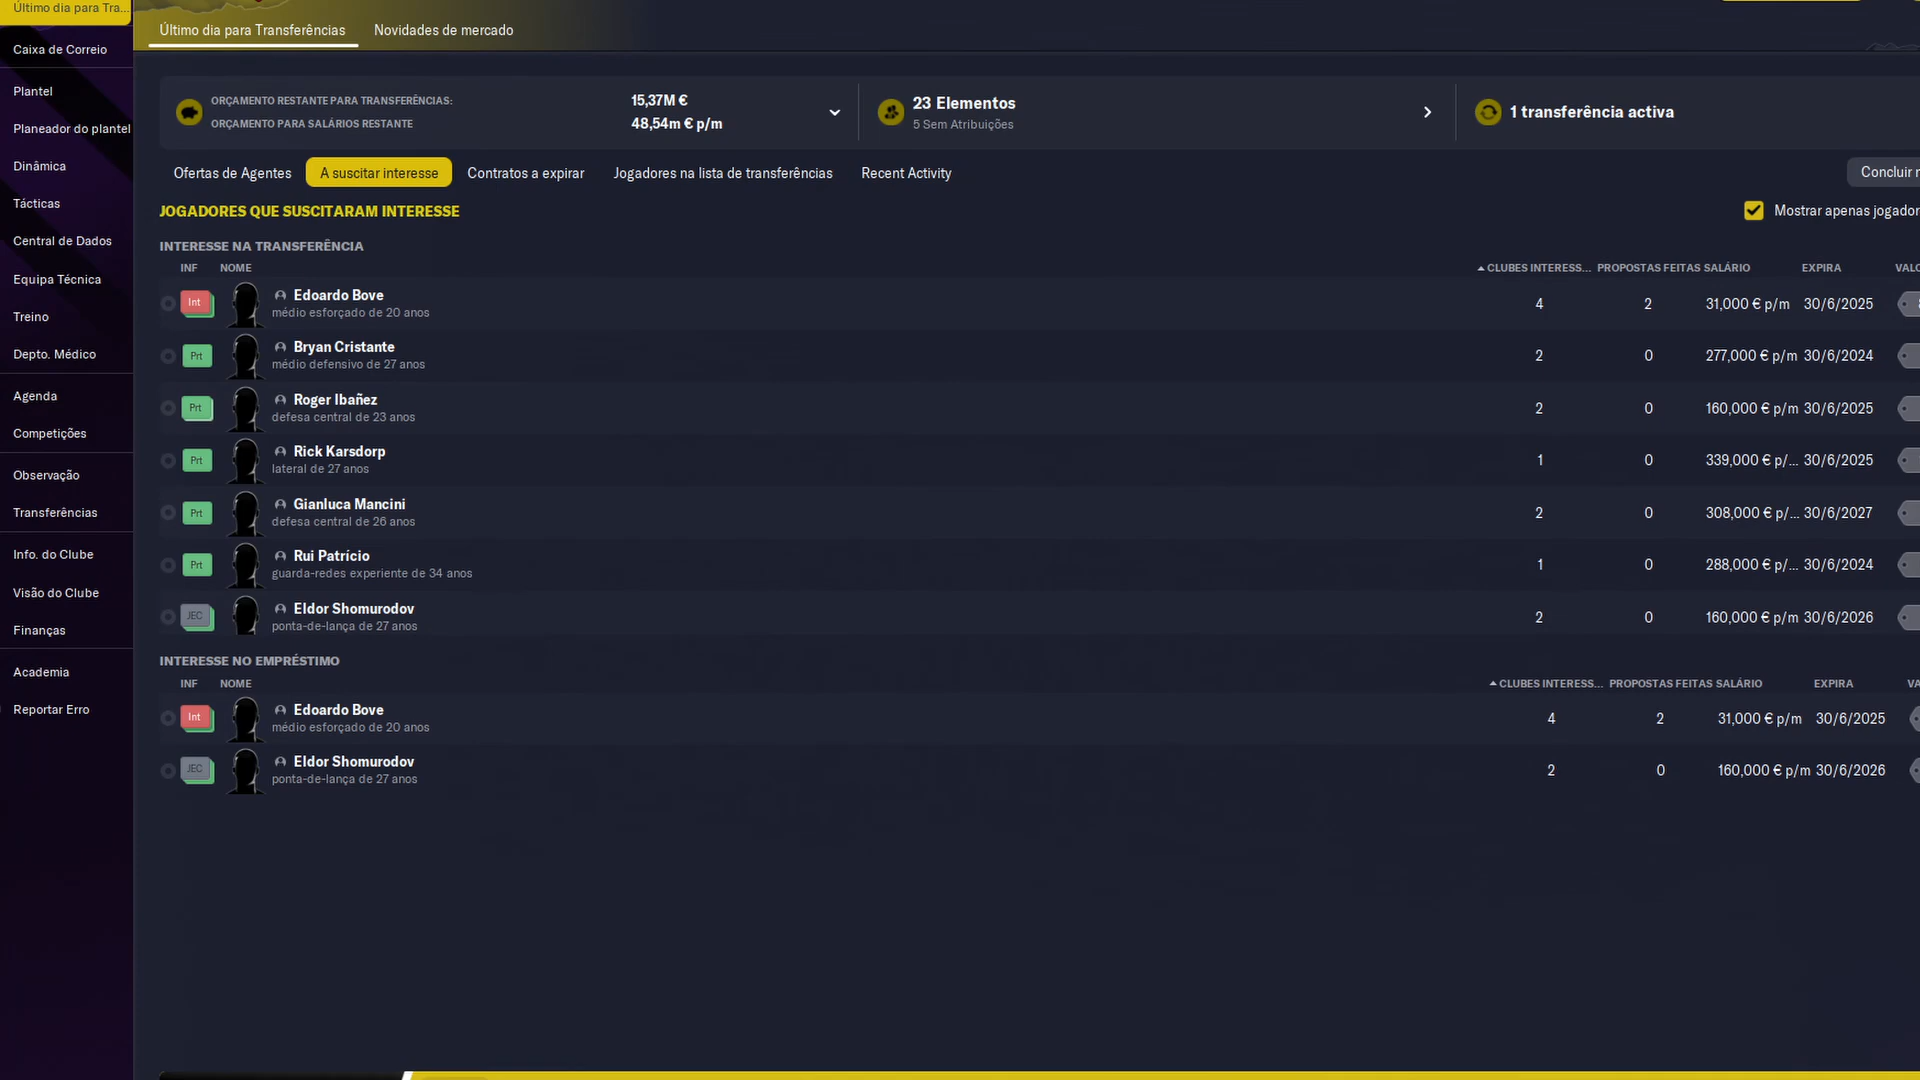 Último dia para Tra...
Último dia para Transferências
Novidades de mercado
Caixa de Correio
Plantel
Planeador do plantel
Dinâmica
Tácticas
Central de Dados
Equipa Técnica
Treino
Depto. Médico
Agenda
Competições
Observação
Transferências
Info. do Clube
Visão do Clube
Finanças
Academia
Reportar Erro
ORÇAMENTO RESTANTE PARA TRANSFERÊNCIAS: 15,37M €
ORÇAMENTO PARA SALÁRIOS RESTANTE 48,54m € p/m
23 Elementos
5 Sem Atribuições
1 transferência activa
Ofertas de Agentes A suscitar interesse Contratos a expirar Jogadores na lista de transferências Recent Activity
Concluir
JOGADORES QUE SUSCITARAM INTERESSE
Mostrar apenas jogador
INTERESSE NA TRANSFERÊNCIA
INF NOME CLUBES INTERESS... PROPOSTAS FEITAS SALÁRIO EXPIRA VALO
Int Edoardo Bove 4 2 31,000 € p/m 30/6/2025
médio esforçado de 20 anos
Prt Bryan Cristante 2 0 277,000 € p/m 30/6/2024
médio defensivo de 27 anos
Prt Roger Ibañez 2 0 160,000 € p/m 30/6/2025
defesa central de 23 anos
Prt Rick Karsdorp 1 0 339,000 € p/... 30/6/2025
lateral de 27 anos
Prt Gianluca Mancini 2 0 308,000 € p/... 30/6/2027
defesa central de 26 anos
Prt Rui Patrício 1 0 288,000 € p/... 30/6/2024
guarda-redes experiente de 34 anos
JEC Eldor Shomurodov 2 0 160,000 € p/m 30/6/2026
ponta-de-lança de 27 anos
INTERESSE NO EMPRÉSTIMO
INF NOME CLUBES INTERESS... PROPOSTAS FEITAS SALÁRIO EXPIRA VA
Int Edoardo Bove 4 2 31,000 € p/m 30/6/2025
médio esforçado de 20 anos
JEC Eldor Shomurodov 2 0 160,000 € p/m 30/6/2026
ponta-de-lança de 27 anos